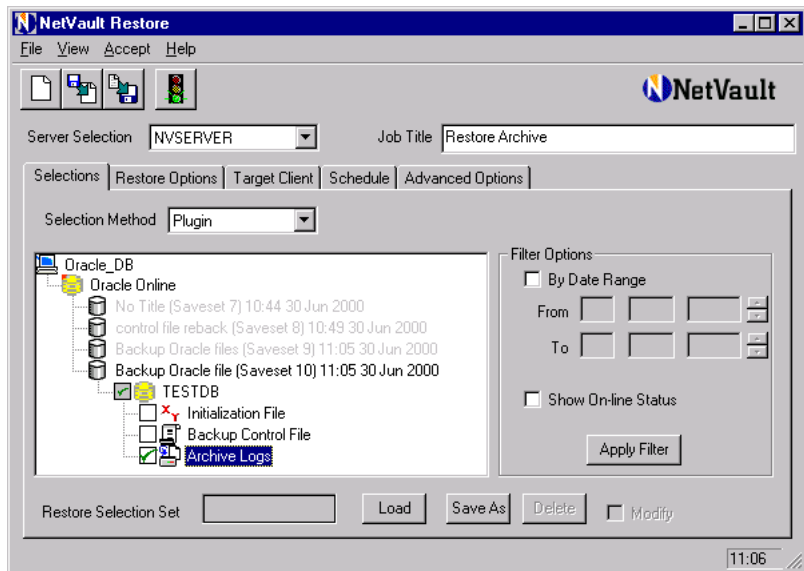 NetVault Restore
File View Accept Help
NetVault
Server Selection NVSERVER Job Title Restore Archive
Selections Restore Options Target Client Schedule Advanced Options
Selection Method Plugin
Oracle_DB
Oracle Online
No Title (Saveset 7) 10:44 30 Jun 2000
control file reback (Saveset 8) 10:49 30 Jun 2000
Backup Oracle files (Saveset 9) 11:05 30 Jun 2000
Backup Oracle file (Saveset 10) 11:05 30 Jun 2000
TESTDB
Initialization File
Backup Control File
Archive Logs
Filter Options
By Date Range
From
To
Show On-line Status
Apply Filter
Restore Selection Set Load Save As Delete Modify
11:06